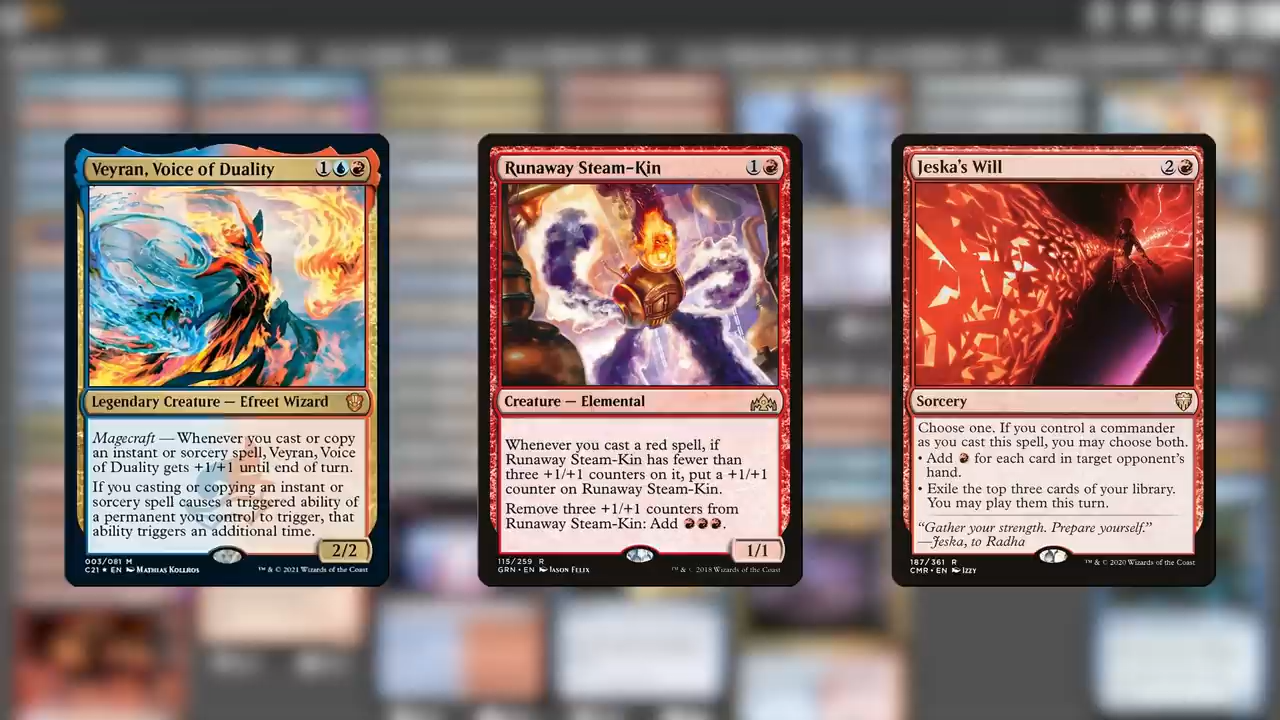 Veyran, Voice of Duality 1
Legendary Creature — Efreet Wizard
Magecraft — Whenever you cast or copy
an instant or sorcery spell, Veyran, Voice
of Duality gets +1/+1 until end of turn.
If you casting or copying an instant or
sorcery spell causes a triggered ability of
a permanent you control to trigger, that
ability triggers an additional time.
2/2
003/081 M
C21 ★ EN Mathias Kollros
™ & © 2021 Wizards of the Coast
Runaway Steam-Kin 1
Creature — Elemental
Whenever you cast a red spell, if
Runaway Steam-Kin has fewer than
three +1/+1 counters on it, put a +1/+1
counter on Runaway Steam-Kin.
Remove three +1/+1 counters from
Runaway Steam-Kin: Add
1/1
115/259 R
GRN • EN Jason Felix
™ & © 2018 Wizards of the Coast
Jeska's Will 2
Sorcery
Choose one. If you control a commander
as you cast this spell, you may choose both.
• Add for each card in target opponent's
hand.
• Exile the top three cards of your library.
You may play them this turn.
“Gather your strength. Prepare yourself.”
—Jeska, to Radha
187/361 R
CMR • EN Izzy
™ & © 2020 Wizards of the Coast